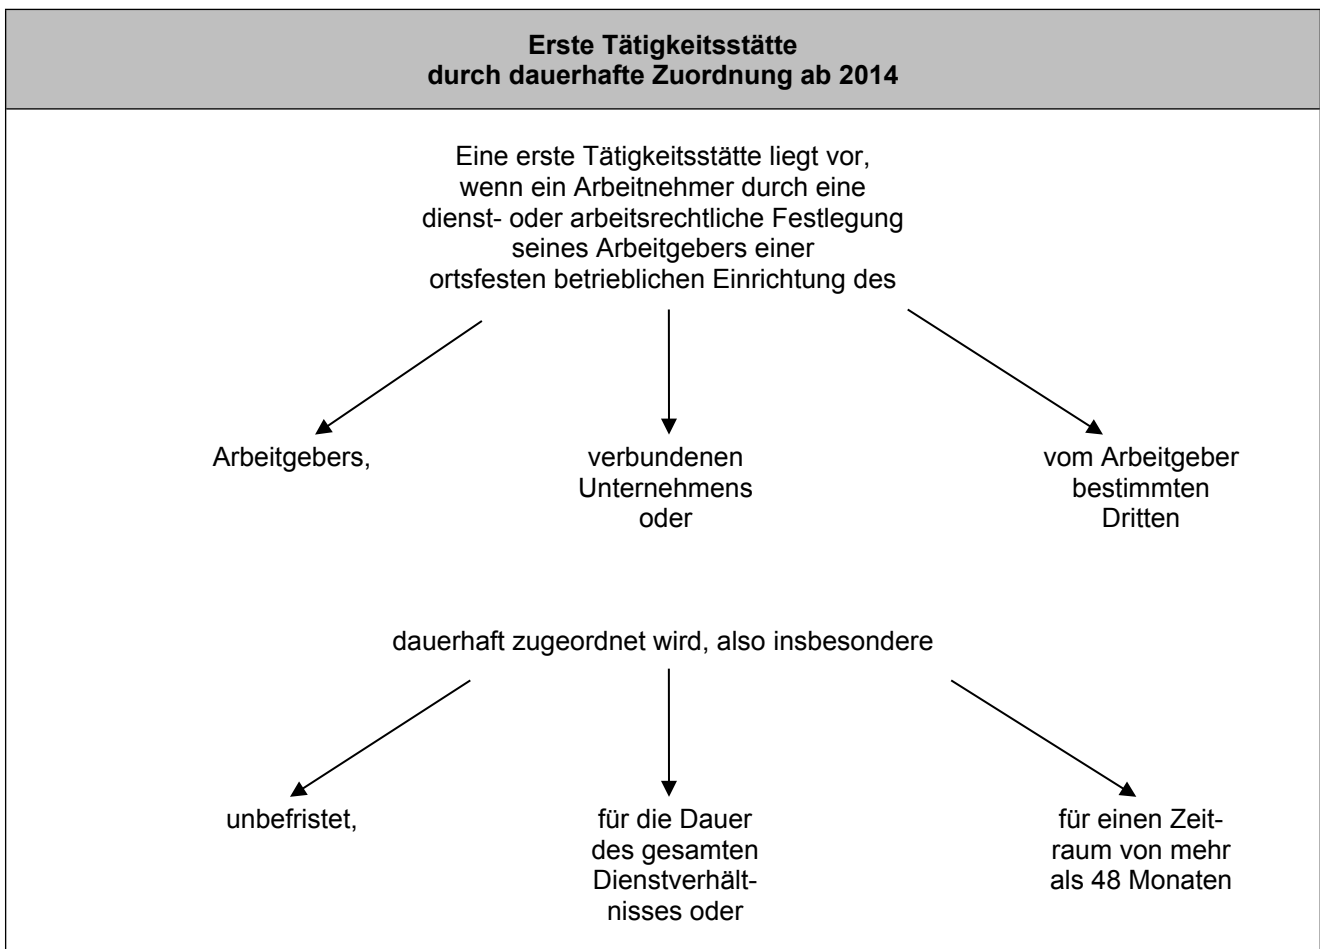 Erste Tätigkeitsstätte
durch dauerhafte Zuordnung ab 2014
Eine erste Tätigkeitsstätte liegt vor,
wenn ein Arbeitnehmer durch eine
dienst- oder arbeitsrechtliche Festlegung
seines Arbeitgebers einer
ortsfesten betrieblichen Einrichtung des
Arbeitgebers,
verbundenen
Unternehmens
oder
vom Arbeitgeber
bestimmten
Dritten
dauerhaft zugeordnet wird, also insbesondere
unbefristet,
für die Dauer
des gesamten
Dienstverhält-
nisses oder
für einen Zeit-
raum von mehr
als 48 Monaten